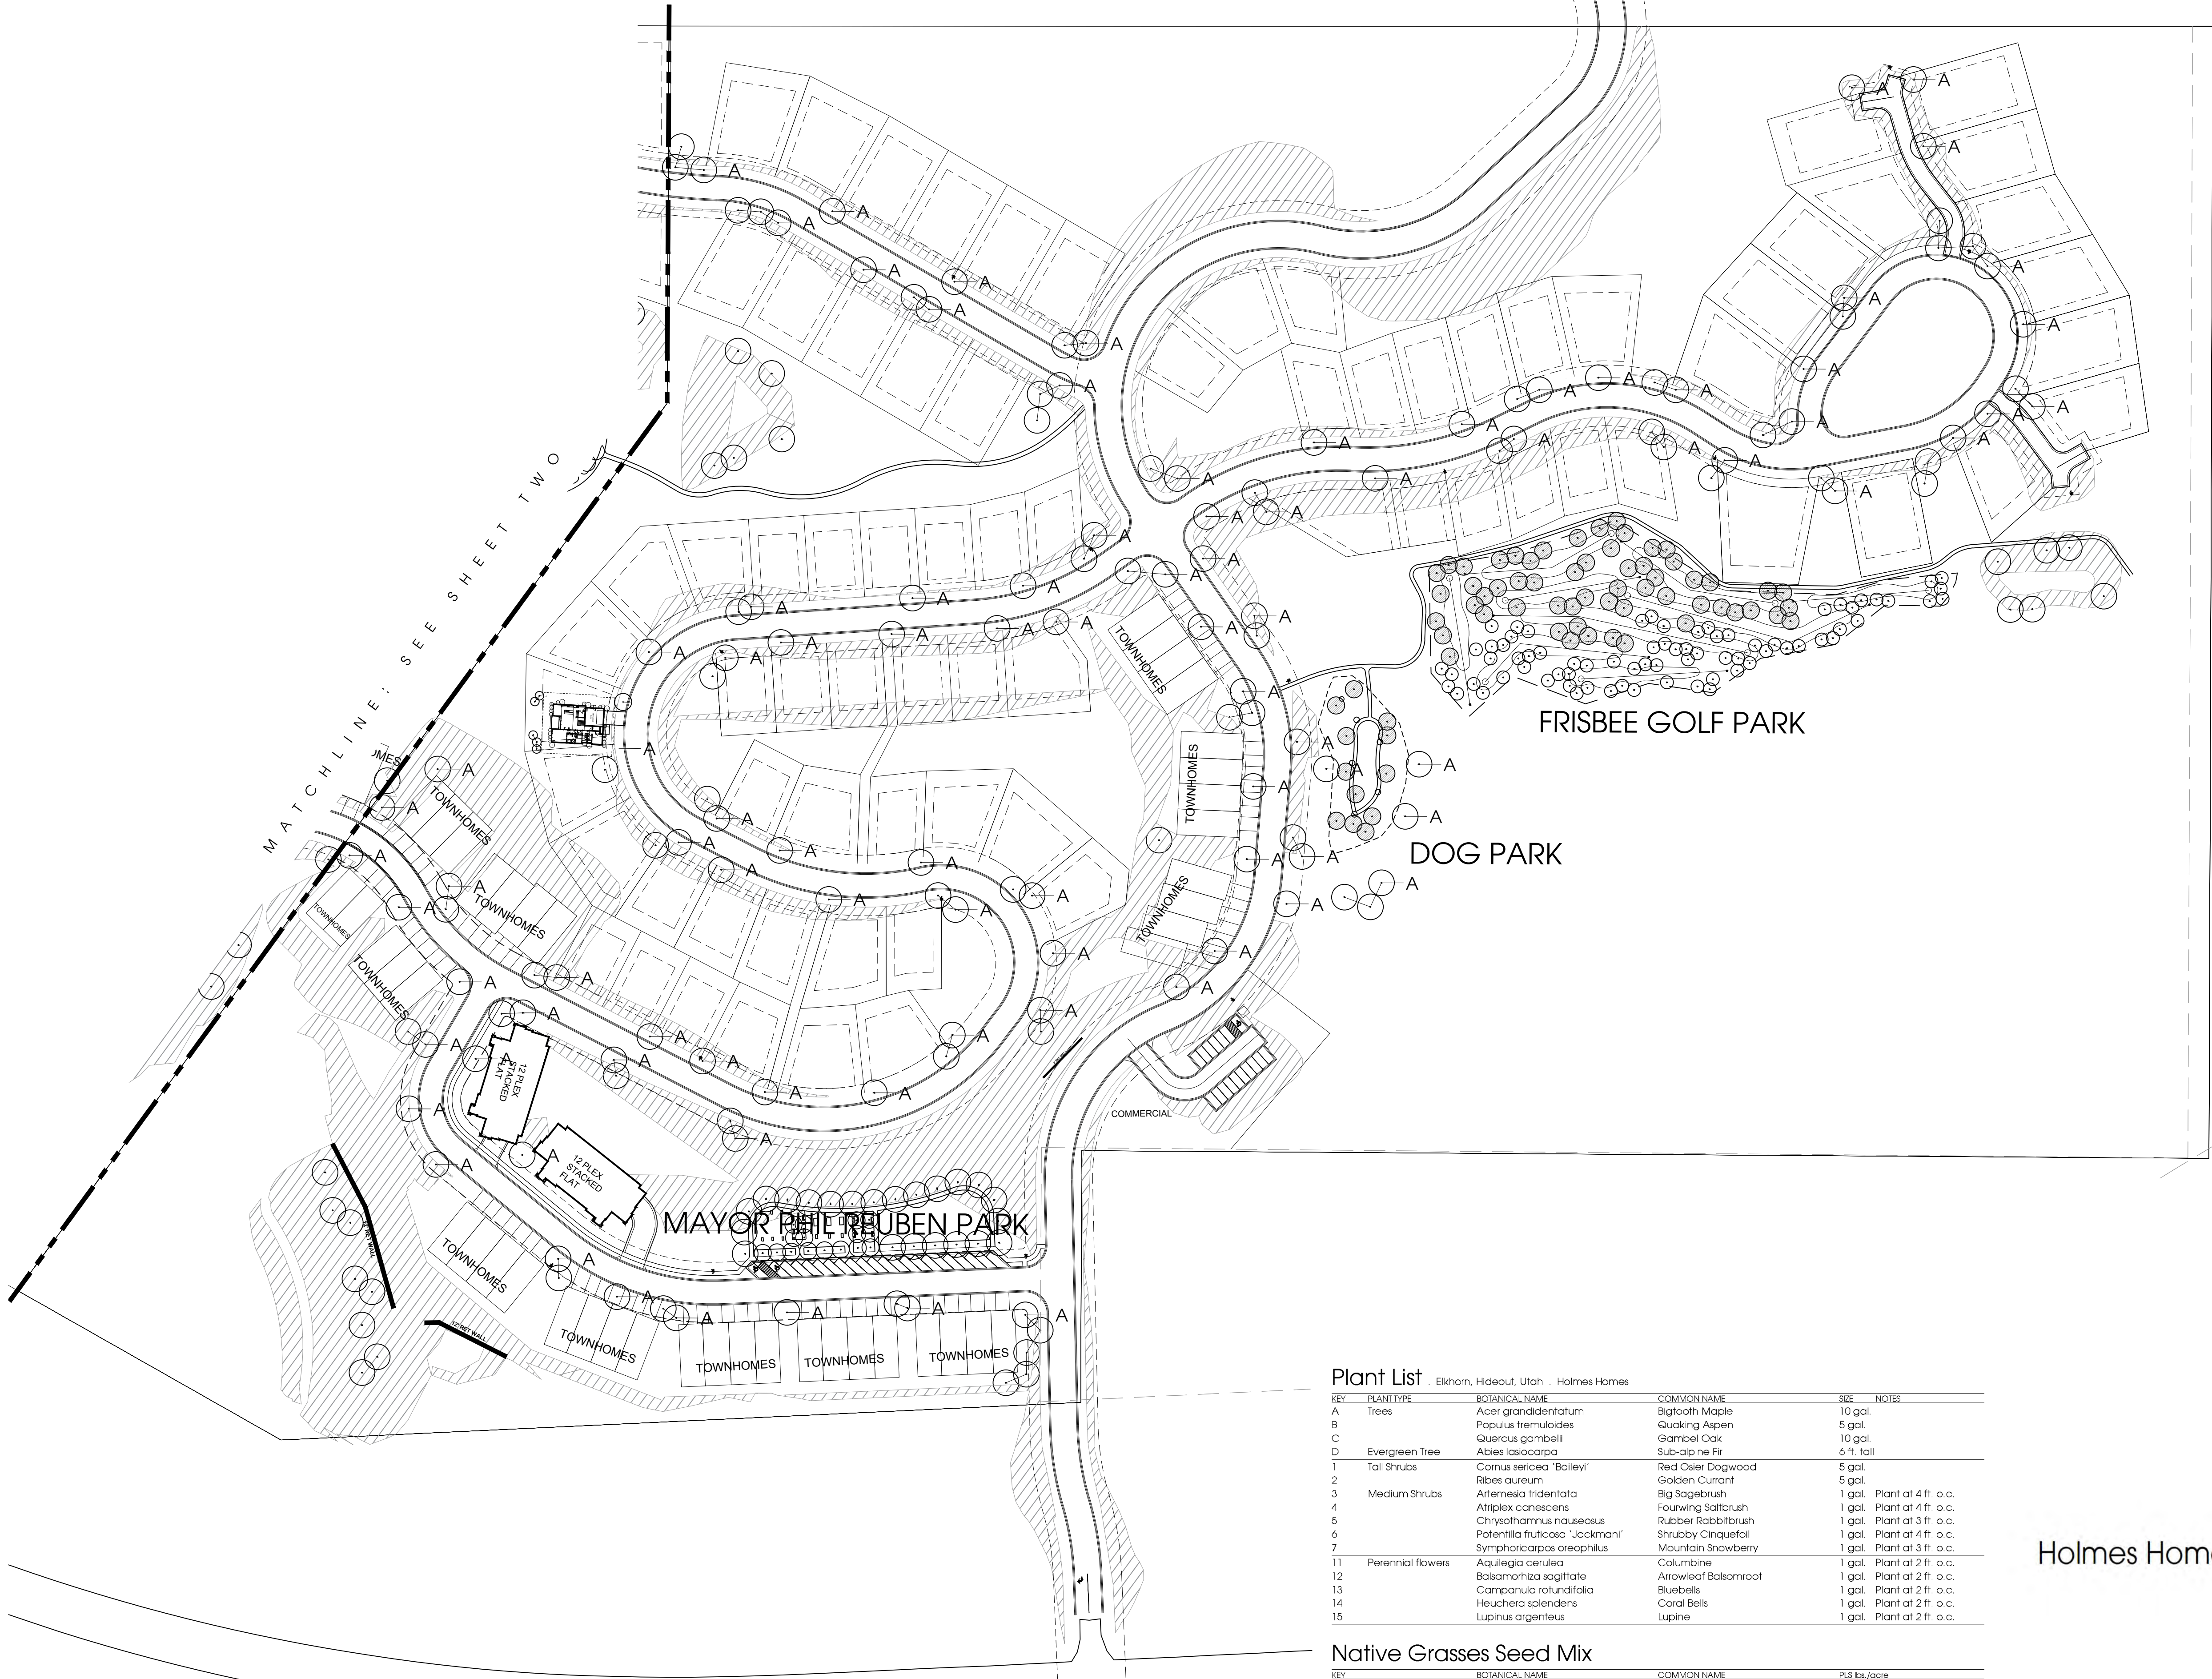 MATCHLINE: SEE SHEET TWO
TOWNHOMES
TOWNHOMES
TOWNHOMES
TOWNHOMES
TOWNHOMES
TOWNHOMES
TOWNHOMES
FRISBEE GOLF PARK
DOG PARK
12 PLEX
STACKED
FLAT
12 PLEX
STACKED
FLAT
COMMERCIAL
MAYOR PHIL REUBEN PARK
12' RET WALL
TOWNHOMES
TOWNHOMES
TOWNHOMES
TOWNHOMES
TOWNHOMES
Plant List . Elkhorn, Hideout, Utah . Holmes Homes
KEY PLANT TYPE BOTANICAL NAME COMMON NAME SIZE NOTES
A Trees Acer grandidentatum Bigtooth Maple 10 gal.
B Populus tremuloides Quaking Aspen 5 gal.
C Quercus gambelii Gambel Oak 10 gal.
D Evergreen Tree Abies lasiocarpa Sub-alpine Fir 6 ft. tall
1 Tall Shrubs Cornus sericea 'Baileyi' Red Osier Dogwood 5 gal.
2 Ribes aureum Golden Currant 5 gal.
3 Medium Shrubs Artemesia tridentata Big Sagebrush 1 gal. Plant at 4 ft. o.c.
4 Atriplex canescens Fourwing Saltbrush 1 gal. Plant at 4 ft. o.c.
5 Chrysothamnus nauseosus Rubber Rabbitbrush 1 gal. Plant at 3 ft. o.c.
6 Potentilla fruticosa 'Jackmani' Shrubby Cinquefoil 1 gal. Plant at 4 ft. o.c.
7 Symphoricarpos oreophilus Mountain Snowberry 1 gal. Plant at 3 ft. o.c.
11 Perennial flowers Aquilegia cerulea Columbine 1 gal. Plant at 2 ft. o.c.
12 Balsamorhiza sagittate Arrowleaf Balsomroot 1 gal. Plant at 2 ft. o.c.
13 Campanula rotundifolia Bluebells 1 gal. Plant at 2 ft. o.c.
14 Heuchera splendens Coral Bells 1 gal. Plant at 2 ft. o.c.
15 Lupinus argenteus Lupine 1 gal. Plant at 2 ft. o.c.
Holmes Hom
Native Grasses Seed Mix
KEY BOTANICAL NAME COMMON NAME PLS lbs./acre